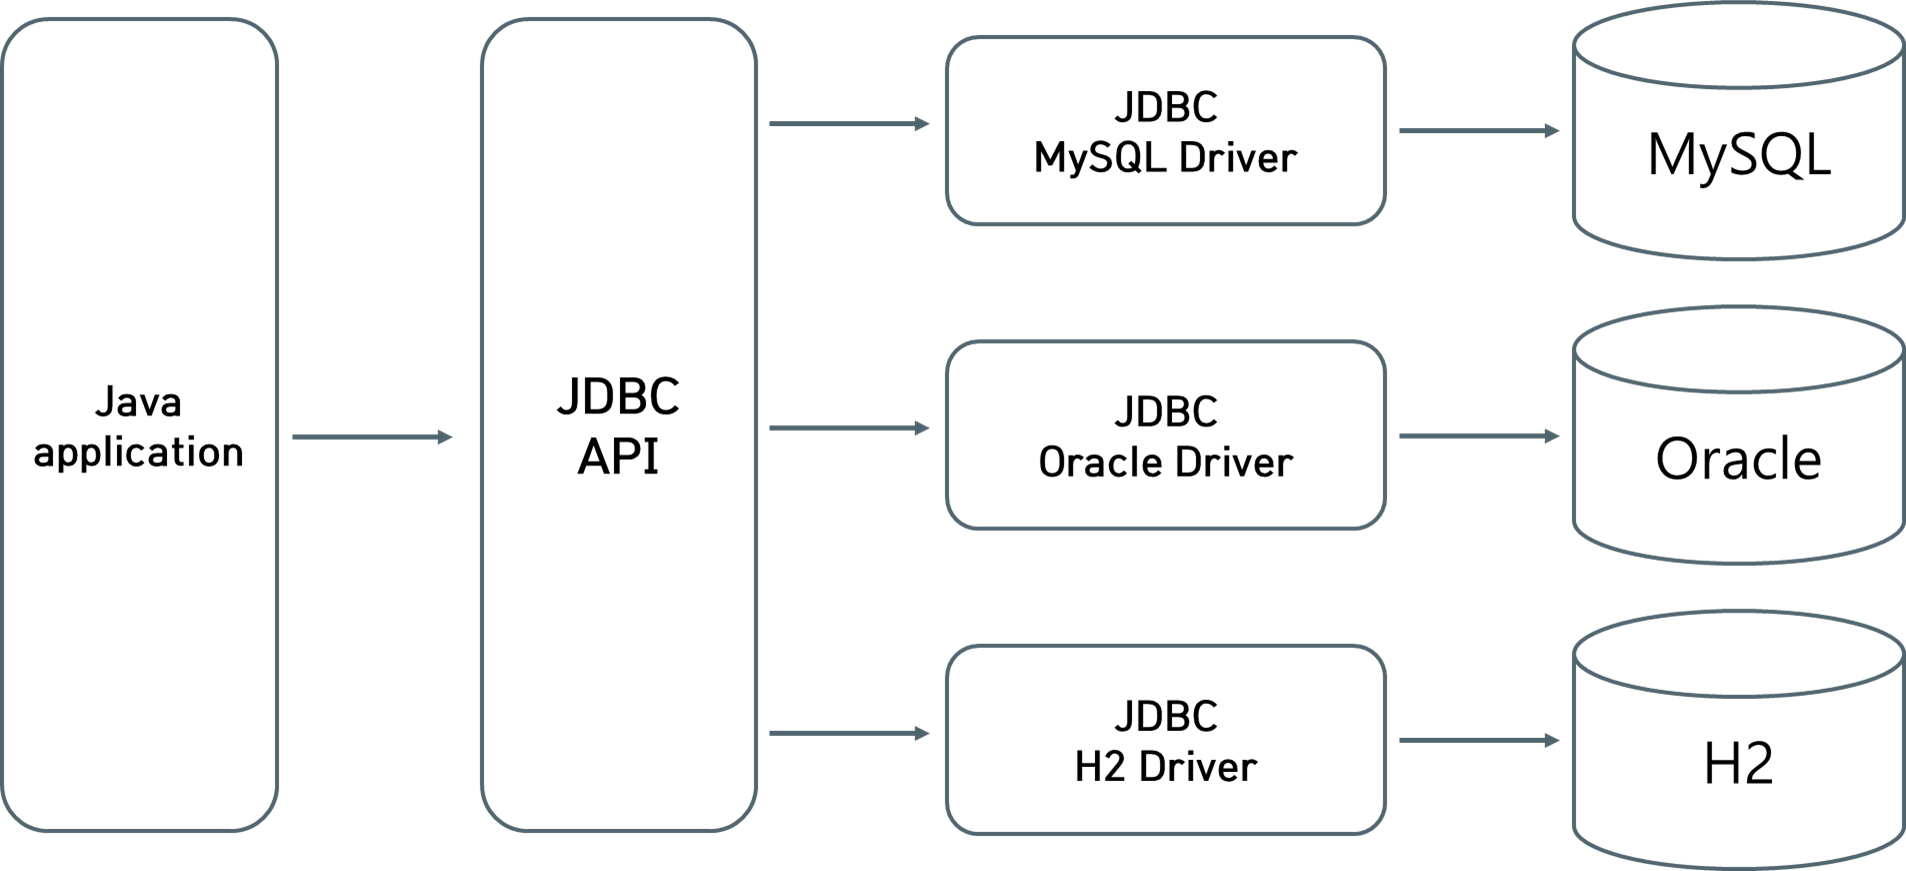 Java
application
JDBC
API
JDBC
MySQL Driver
MySQL
JDBC
Oracle Driver
Oracle
JDBC
H2 Driver
H2